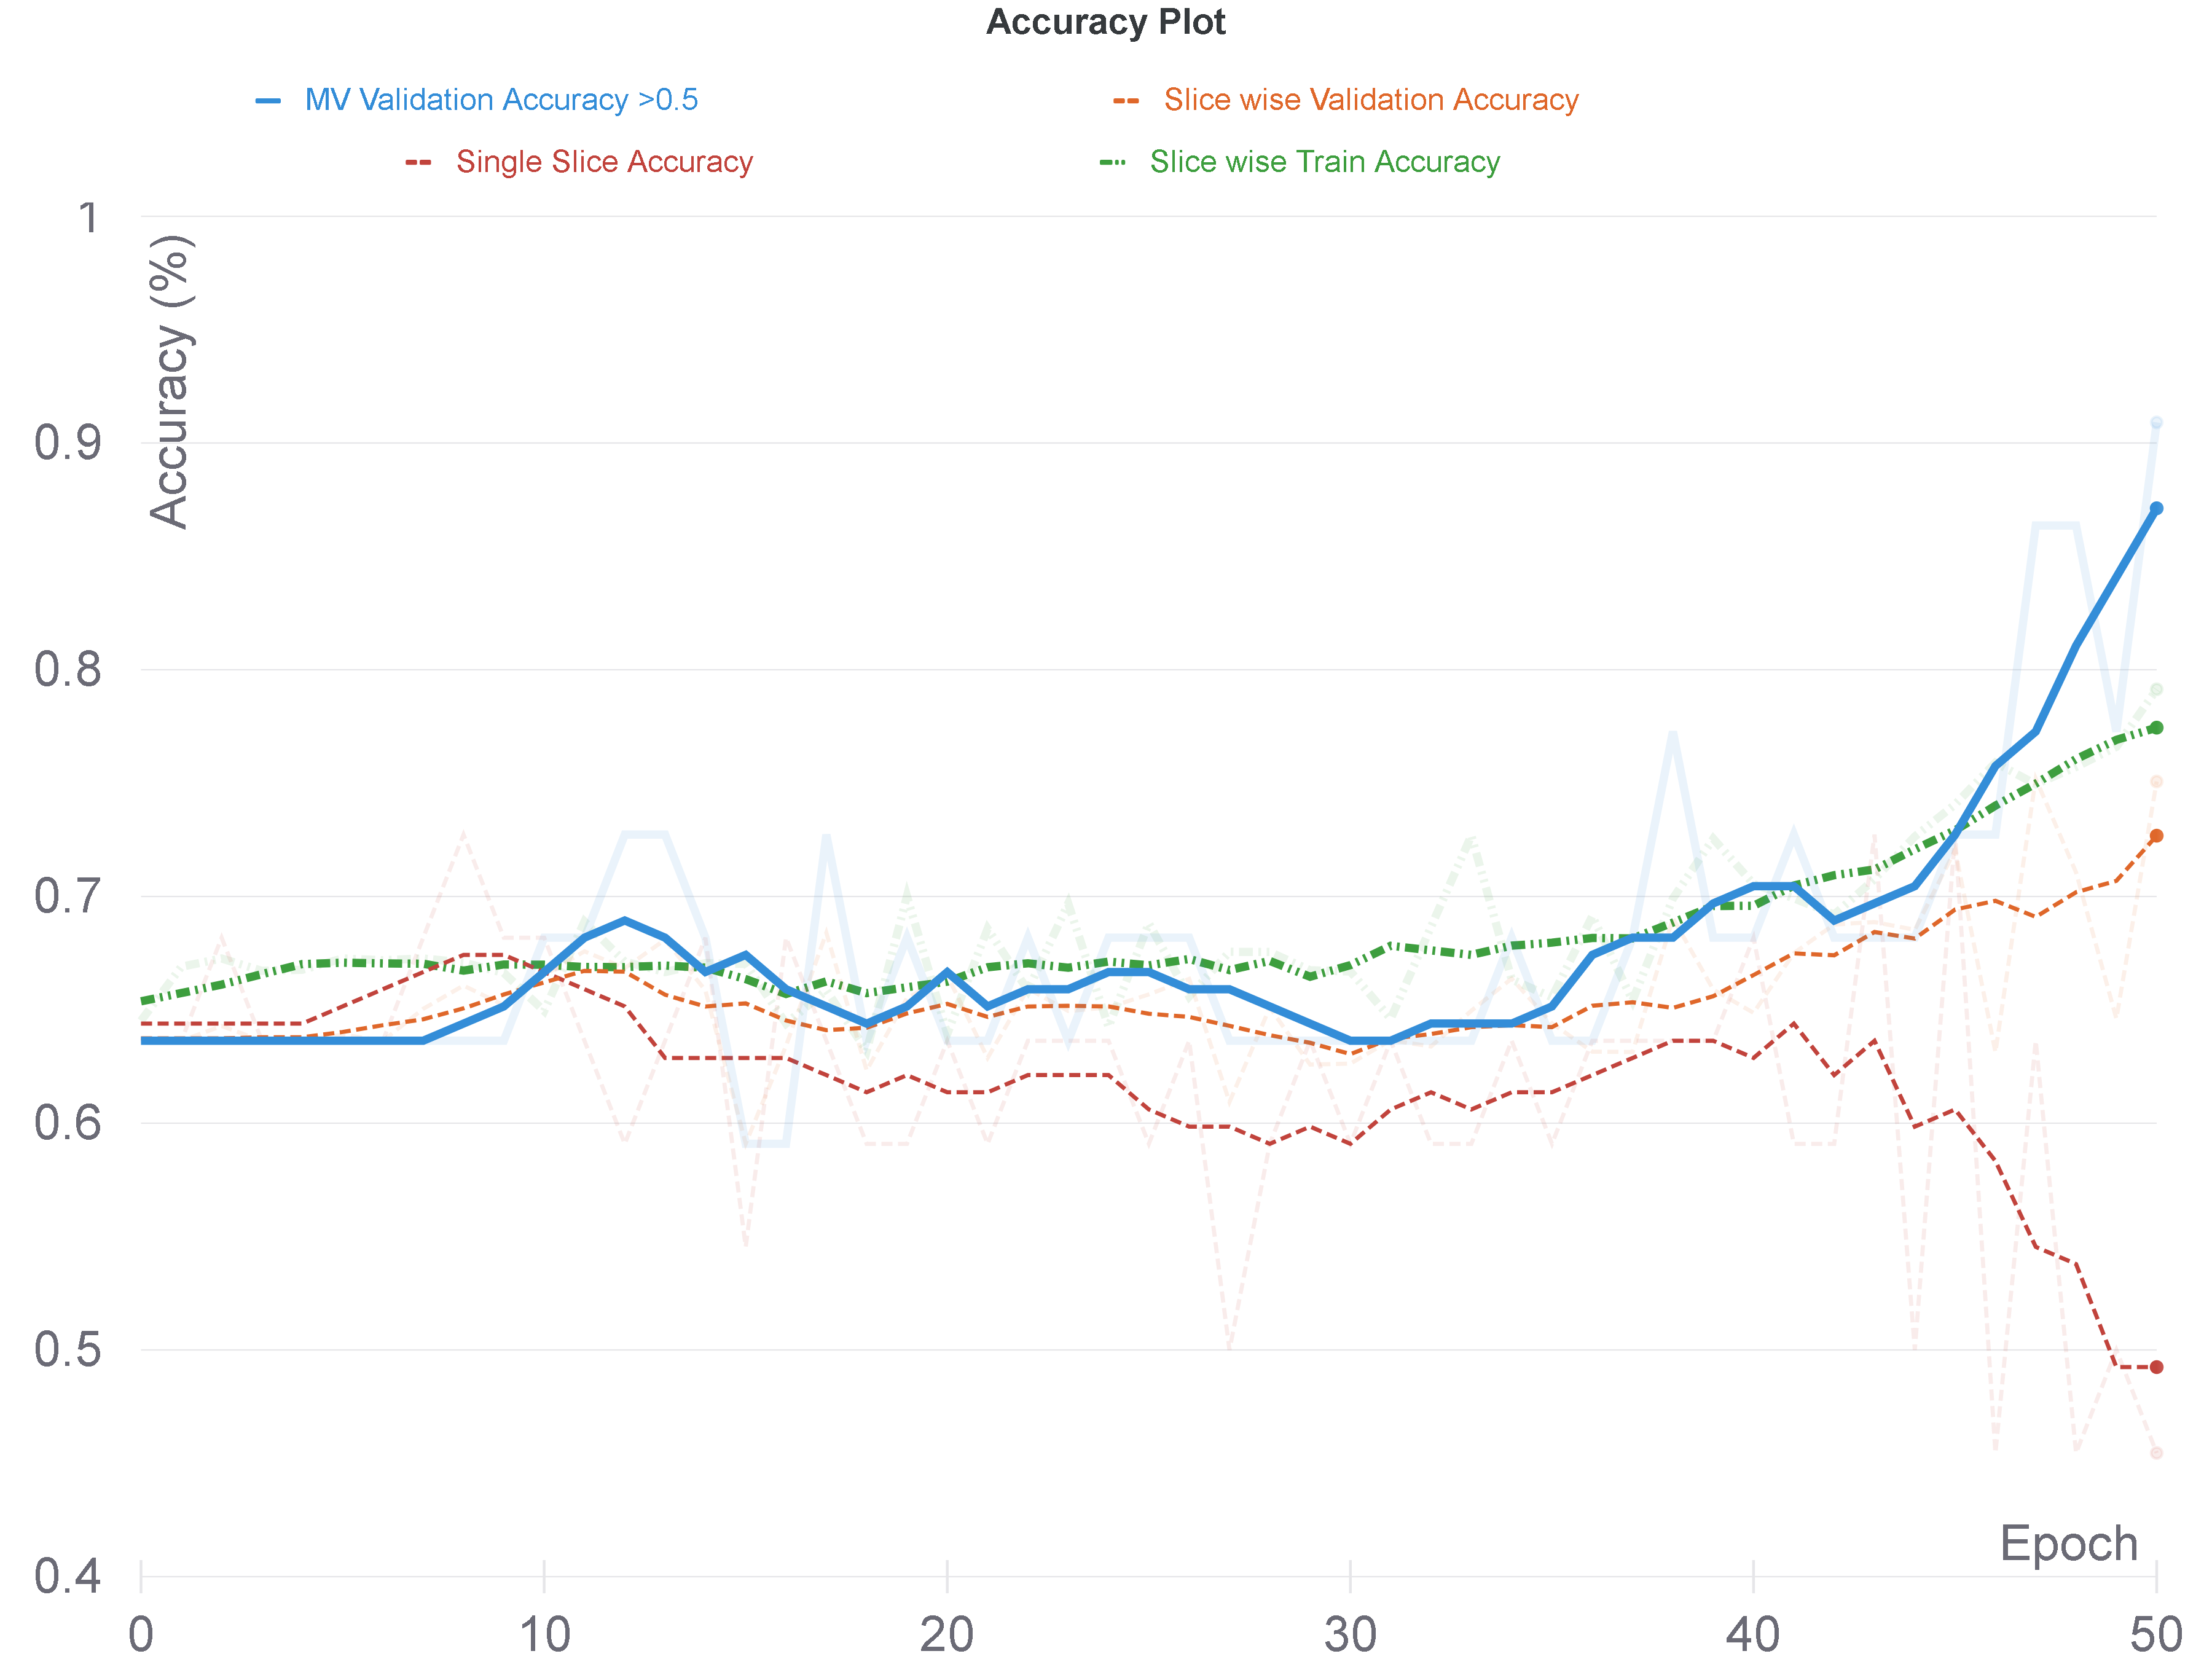 Accuracy Plot
MV Validation Accuracy >0.5
Slice wise Validation Accuracy
Single Slice Accuracy
Slice wise Train Accuracy
Accuracy (%)
1
0.9
0.8
0.7
0.6
0.5
0.4
Epoch
0 10 20 30 40 50